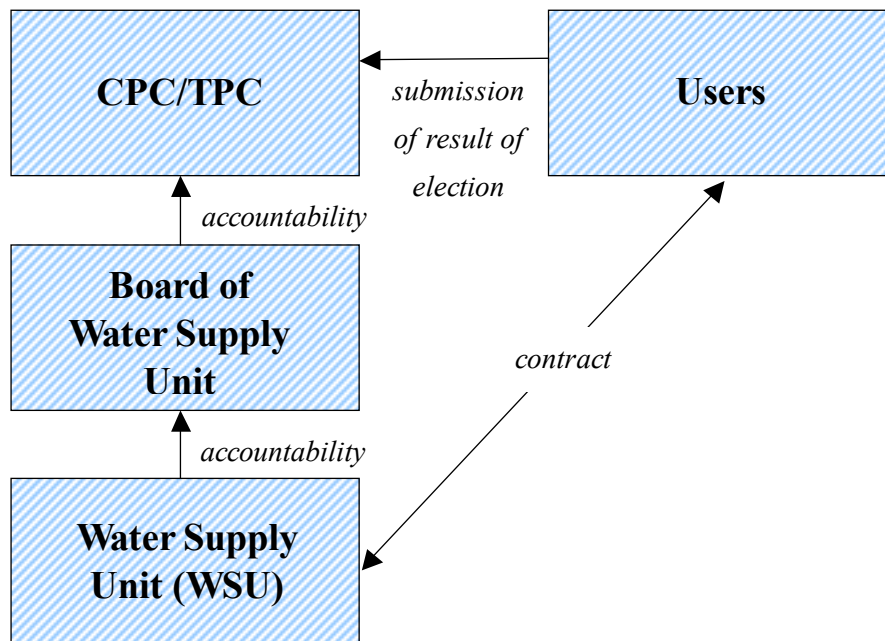 CPC/TPC
Users
submission
of result of
election
accountability
Board of
Water Supply
Unit
contract
accountability
Water Supply
Unit (WSU)